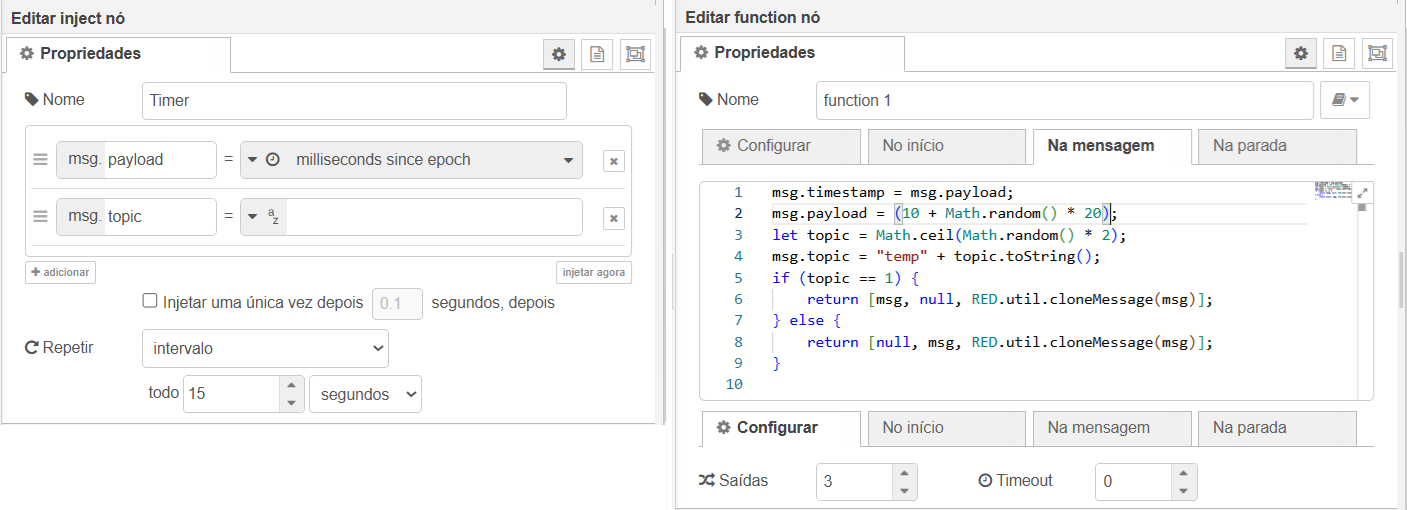 Editar inject nó
Propriedades
Nome
Timer
msg. payload = milliseconds since epoch
msg. topic = a z
adicionar
injetar agora
Injetar uma única vez depois 0.1 segundos, depois
Repetir
intervalo
todo 15 segundos
Editar function nó
Propriedades
Nome
function 1
Configurar No início Na mensagem Na parada
1 msg.timestamp = msg.payload;
2 msg.payload = (10 + Math.random() * 20);
3 let topic = Math.ceil(Math.random() * 2);
4 msg.topic = "temp" + topic.toString();
5 if (topic == 1) {
6     return [msg, null, RED.util.cloneMessage(msg)];
7 } else {
8     return [null, msg, RED.util.cloneMessage(msg)];
9 }
10
Configurar No início Na mensagem Na parada
Saídas 3 Timeout 0